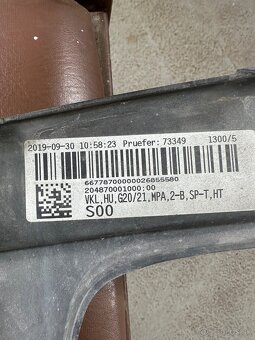 2019-09-30 10:58:23 Pruefer: 73349 1300/5
66778700000026855580
204870001000:00
VKL,HU,G20/21,MPA,2-B,SP-T,HT
S00